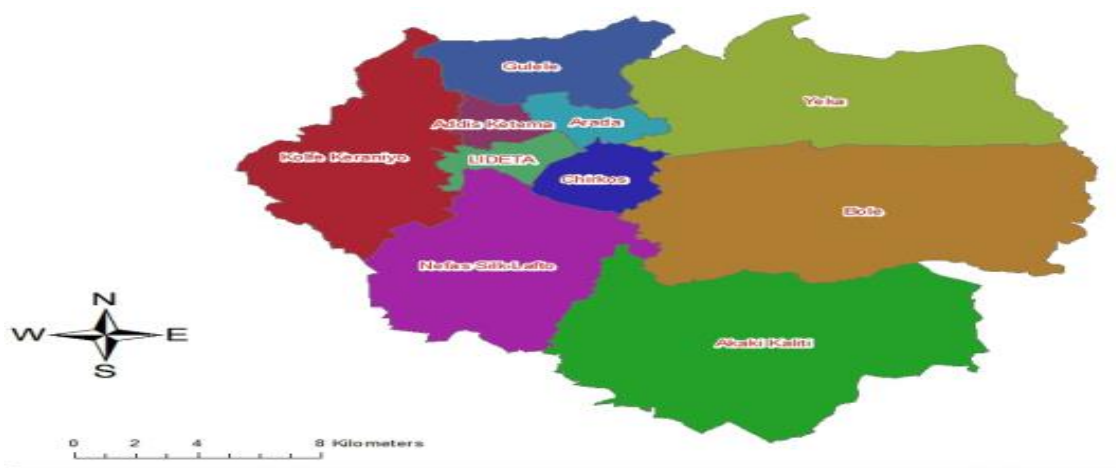 Gulele
Yeka
Addis Ketema
Arada
Kolfe Keraniyo
LIDETA
Chirkos
Bole
Nefas Silk Lafto
Akaki Kaliti
N
W E
S
0 2 4 8 Kilometers